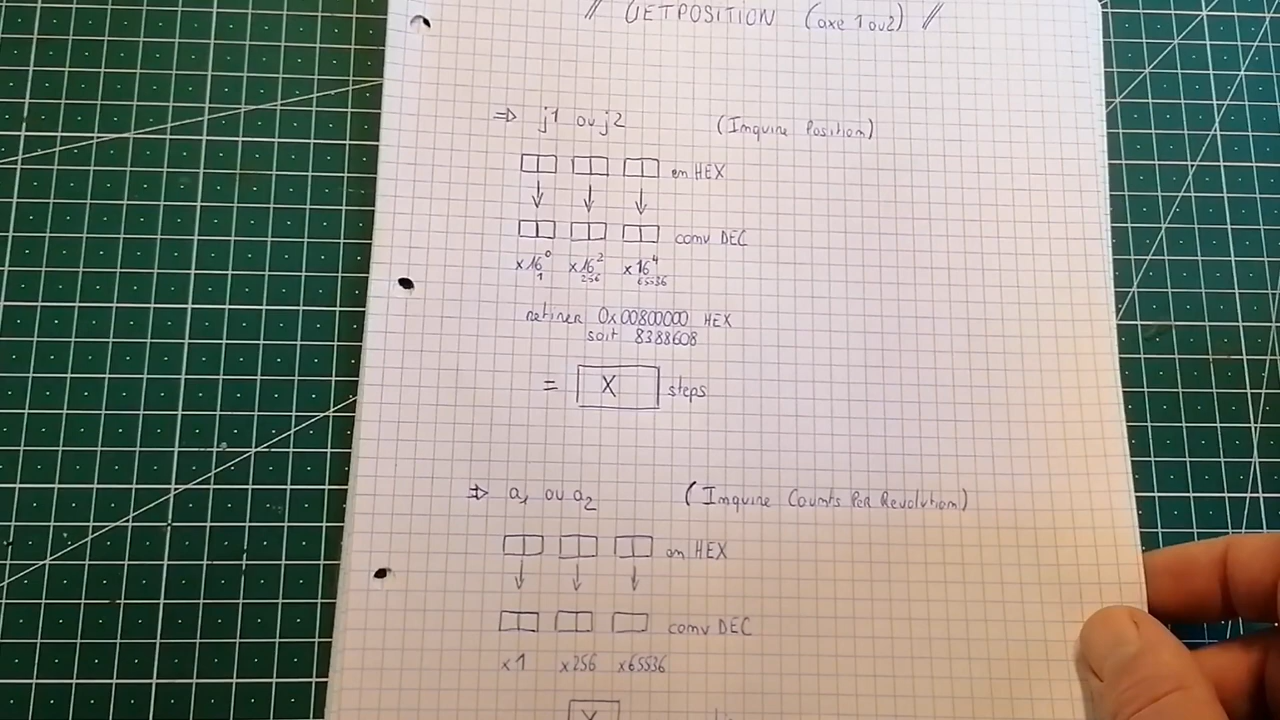 // GETPOSITION (axe 1 ou 2) //
⇒ j1 ou j2 (Inquire Position)
en HEX
conv DEC
x16⁰ x16² x16⁴
1 256 65536
retirer 0x00800000 HEX
soit 8388608
= X steps
⇒ a₁ ou a₂ (Inquire Counts Per Revolution)
en HEX
conv DEC
x1 x256 x65536
X